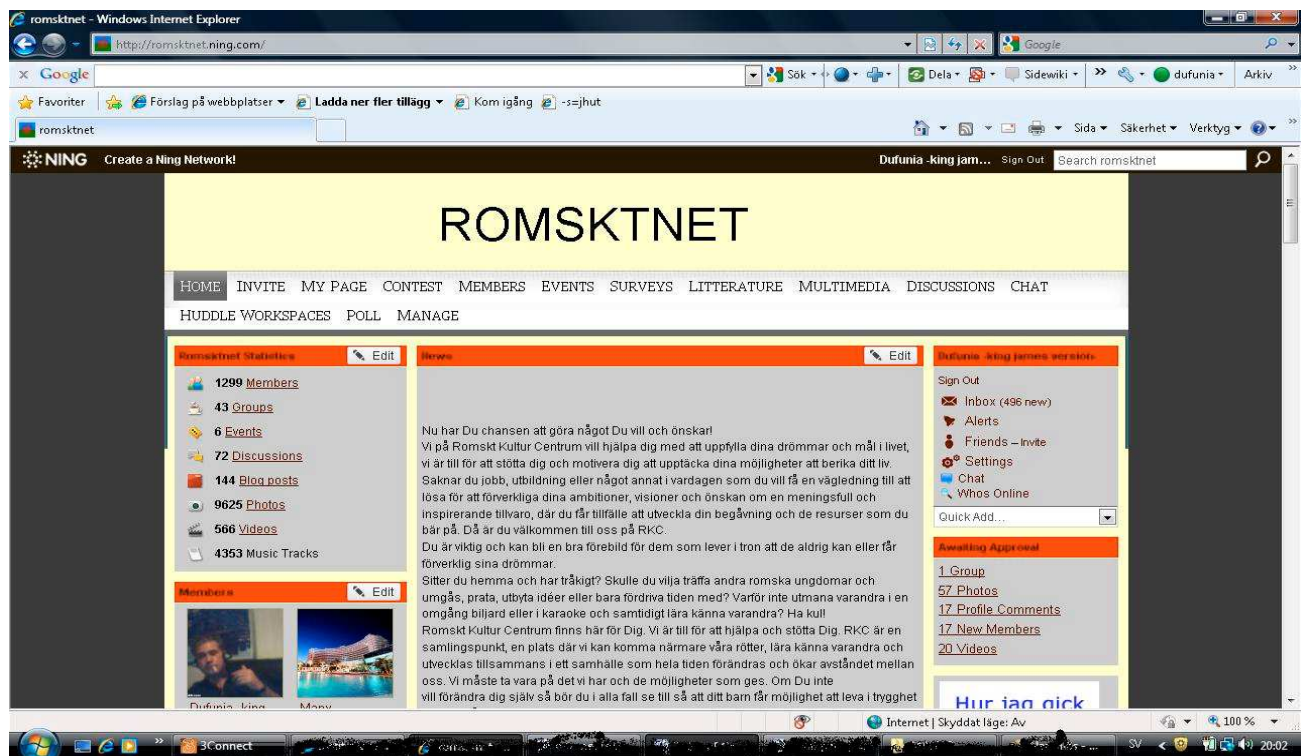 romsktnet - Windows Internet Explorer
http://romsktnet.ning.com/
Google
x Google
Sök
Dela
Sidewiki
»
dufunia
Arkiv
»
Favoriter
Förslag på webbplatser
Ladda ner fler tillägg
Kom igång
-s=jhut
romsktnet
Sida
Säkerhet
Verktyg
»
NING Create a Ning Network!
Dufunia -king jam... Sign Out Search romsktnet
ROMSKTNET
HOME INVITE MY PAGE CONTEST MEMBERS EVENTS SURVEYS LITTERATURE MULTIMEDIA DISCUSSIONS CHAT
HUDDLE WORKSPACES POLL MANAGE
Romsktnet Statistics Edit
1299 Members
43 Groups
6 Events
72 Discussions
144 Blog posts
9625 Photos
566 Videos
4353 Music Tracks
Members Edit
Dufunia -king
Many
News Edit
Nu har Du chansen att göra något Du vill och önskar!
Vi på Romskt Kultur Centrum vill hjälpa dig med att uppfylla dina drömmar och mål i livet,
vi är till för att stötta dig och motivera dig att upptäcka dina möjligheter att berika ditt liv.
Saknar du jobb, utbildning eller något annat i vardagen som du vill få en vägledning till att
lösa för att förverkliga dina ambitioner, visioner och önskan om en meningsfull och
inspirerande tillvaro, där du får tillfälle att utveckla din begåvning och de resurser som du
bär på. Då är du välkommen till oss på RKC.
Du är viktig och kan bli en bra förebild för dem som lever i tron att de aldrig kan eller får
förverklig sina drömmar.
Sitter du hemma och har tråkigt? Skulle du vilja träffa andra romska ungdomar och
umgås, prata, utbyta idéer eller bara fördriva tiden med? Varför inte utmana varandra i en
omgång biljard eller i karaoke och samtidigt lära känna varandra? Ha kul!
Romskt Kultur Centrum finns här för Dig. Vi är till för att hjälpa och stötta Dig. RKC är en
samlingspunkt, en plats där vi kan komma närmare våra rötter, lära känna varandra och
utvecklas tillsammans i ett samhälle som hela tiden förändras och ökar avståndet mellan
oss. Vi måste ta vara på det vi har och de möjligheter som ges. Om Du inte
vill förändra dig själv så bör du i alla fall se till så att ditt barn får möjlighet att leva i trygghet
Dufunia -king james version
Sign Out
Inbox (496 new)
Alerts
Friends – Invite
Settings
Chat
Whos Online
Quick Add...
Awaiting Approval
1 Group
57 Photos
17 Profile Comments
17 New Members
20 Videos
Hur jag gick
Internet | Skyddat läge: Av
100 %
»
3Connect
SV
20:02